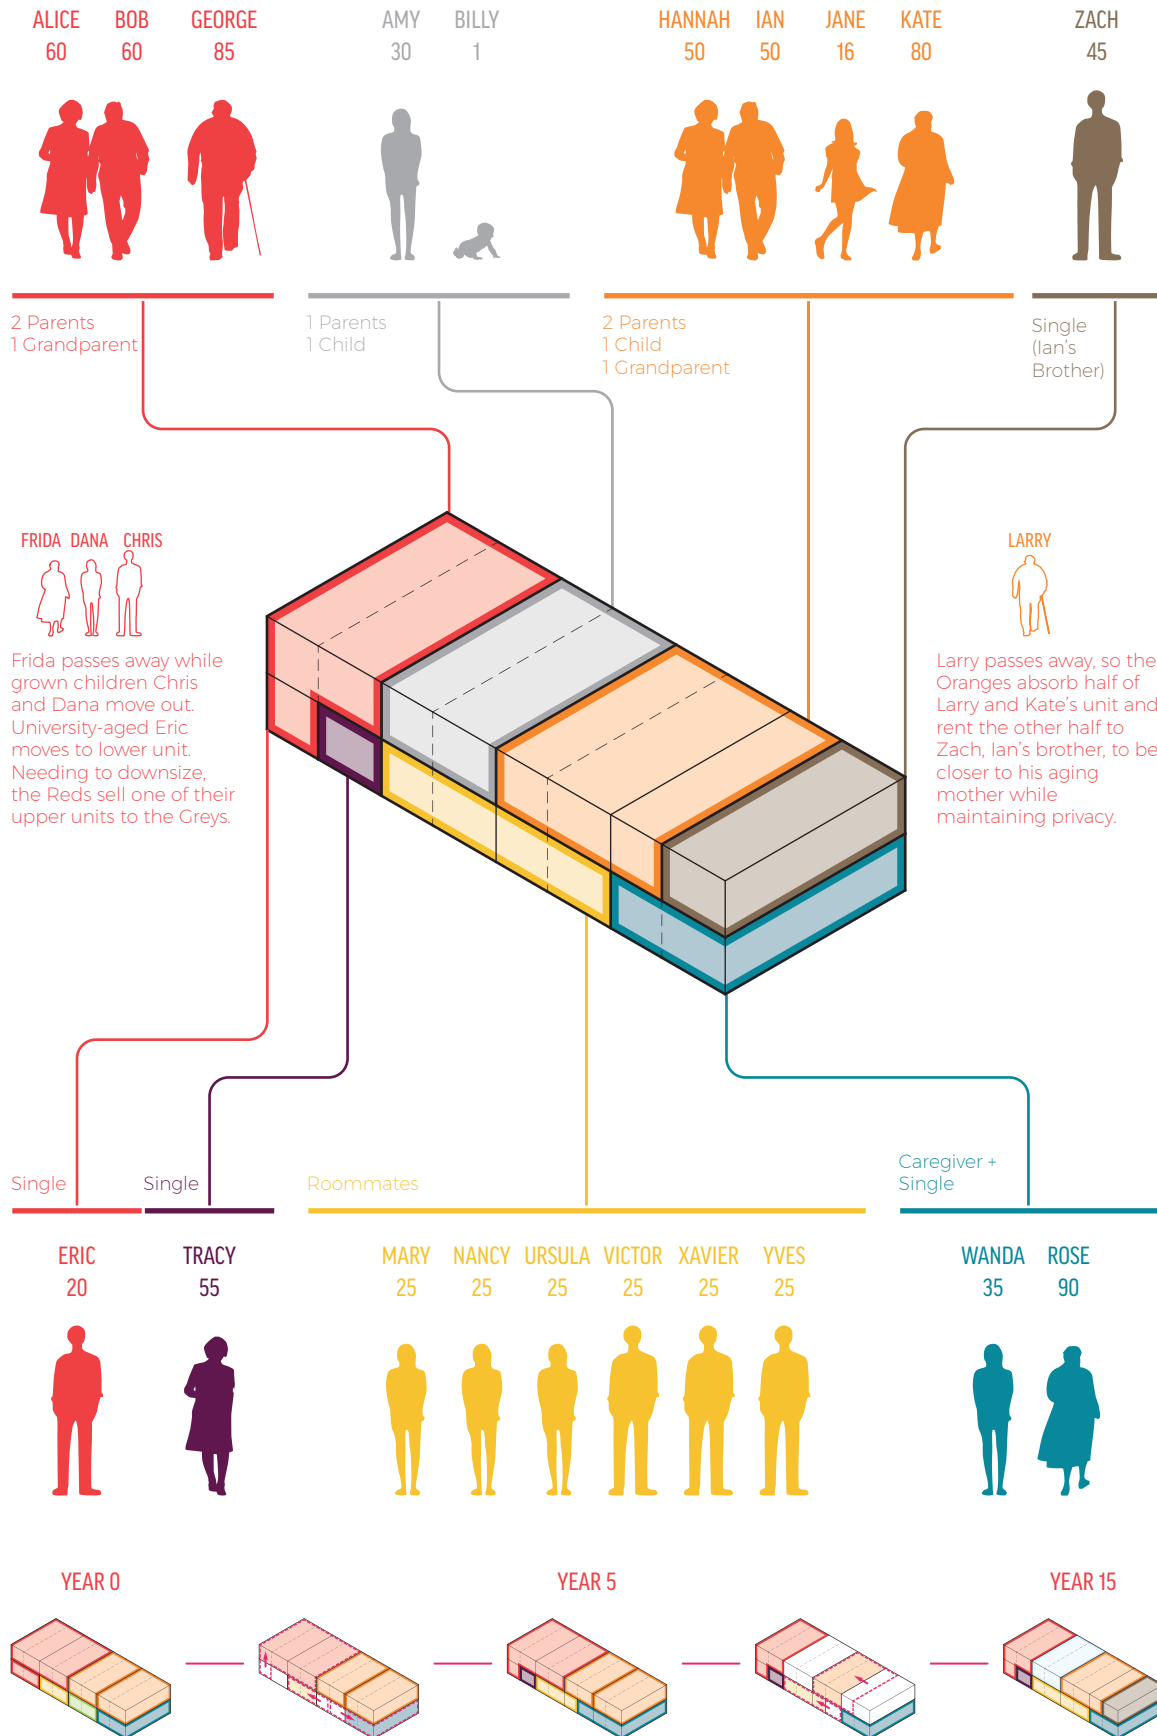 ALICE BOB GEORGE AMY BILLY HANNAH IAN JANE KATE ZACH
60 60 85 30 1 50 50 16 80 45
2 Parents
1 Grandparent
1 Parents
1 Child
2 Parents
1 Child
1 Grandparent
Single
(Ian's
Brother)
FRIDA DANA CHRIS
Frida passes away while
grown children Chris
and Dana move out.
University-aged Eric
moves to lower unit.
Needing to downsize,
the Reds sell one of their
upper units to the Greys.
LARRY
Larry passes away, so the
Oranges absorb half of
Larry and Kate's unit and
rent the other half to
Zach, Ian's brother, to be
closer to his aging
mother while
maintaining privacy.
Single
Single
Roommates
Caregiver +
Single
ERIC TRACY MARY NANCY URSULA VICTOR XAVIER YVES WANDA ROSE
20 55 25 25 25 25 25 25 35 90
YEAR 0 YEAR 5 YEAR 15